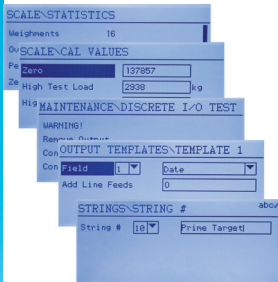 SCALE\STATISTICS
Weighments 16
Ov
Pe
Ze
SCALE\CAL VALUES
Zero 137857
High Test Load 2938 kg
Hig
MAINTENANCE\DISCRETE I/O TEST
WARNING!
Remove Output
Con
Con
OUTPUT TEMPLATES\TEMPLATE 1
Field 1 Date
Add Line Feeds 0
STRINGS\STRING # abc
String # 10 Prime Target